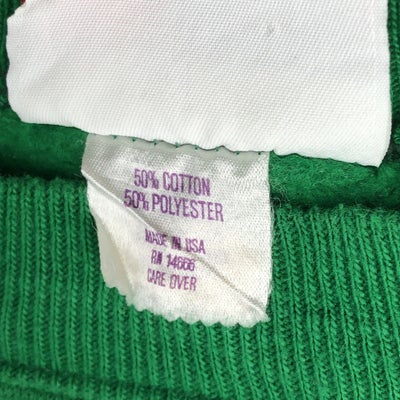 50% COTTON
50% POLYESTER
MADE IN USA
RN 14666
CARE OVER